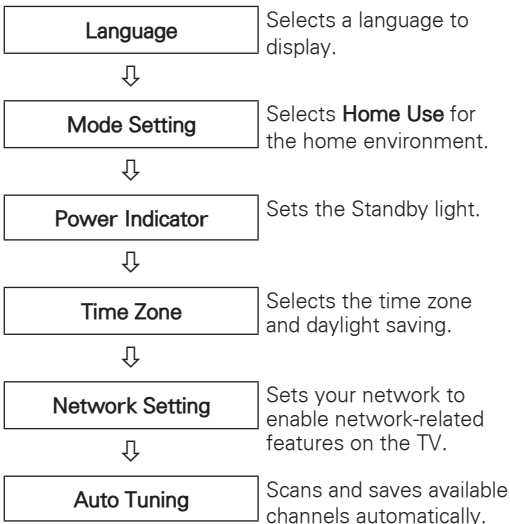 Language
Selects a language to
display.
Mode Setting
Selects Home Use for
the home environment.
Power Indicator
Sets the Standby light.
Time Zone
Selects the time zone
and daylight saving.
Network Setting
Sets your network to
enable network-related
features on the TV.
Auto Tuning
Scans and saves available
channels automatically.